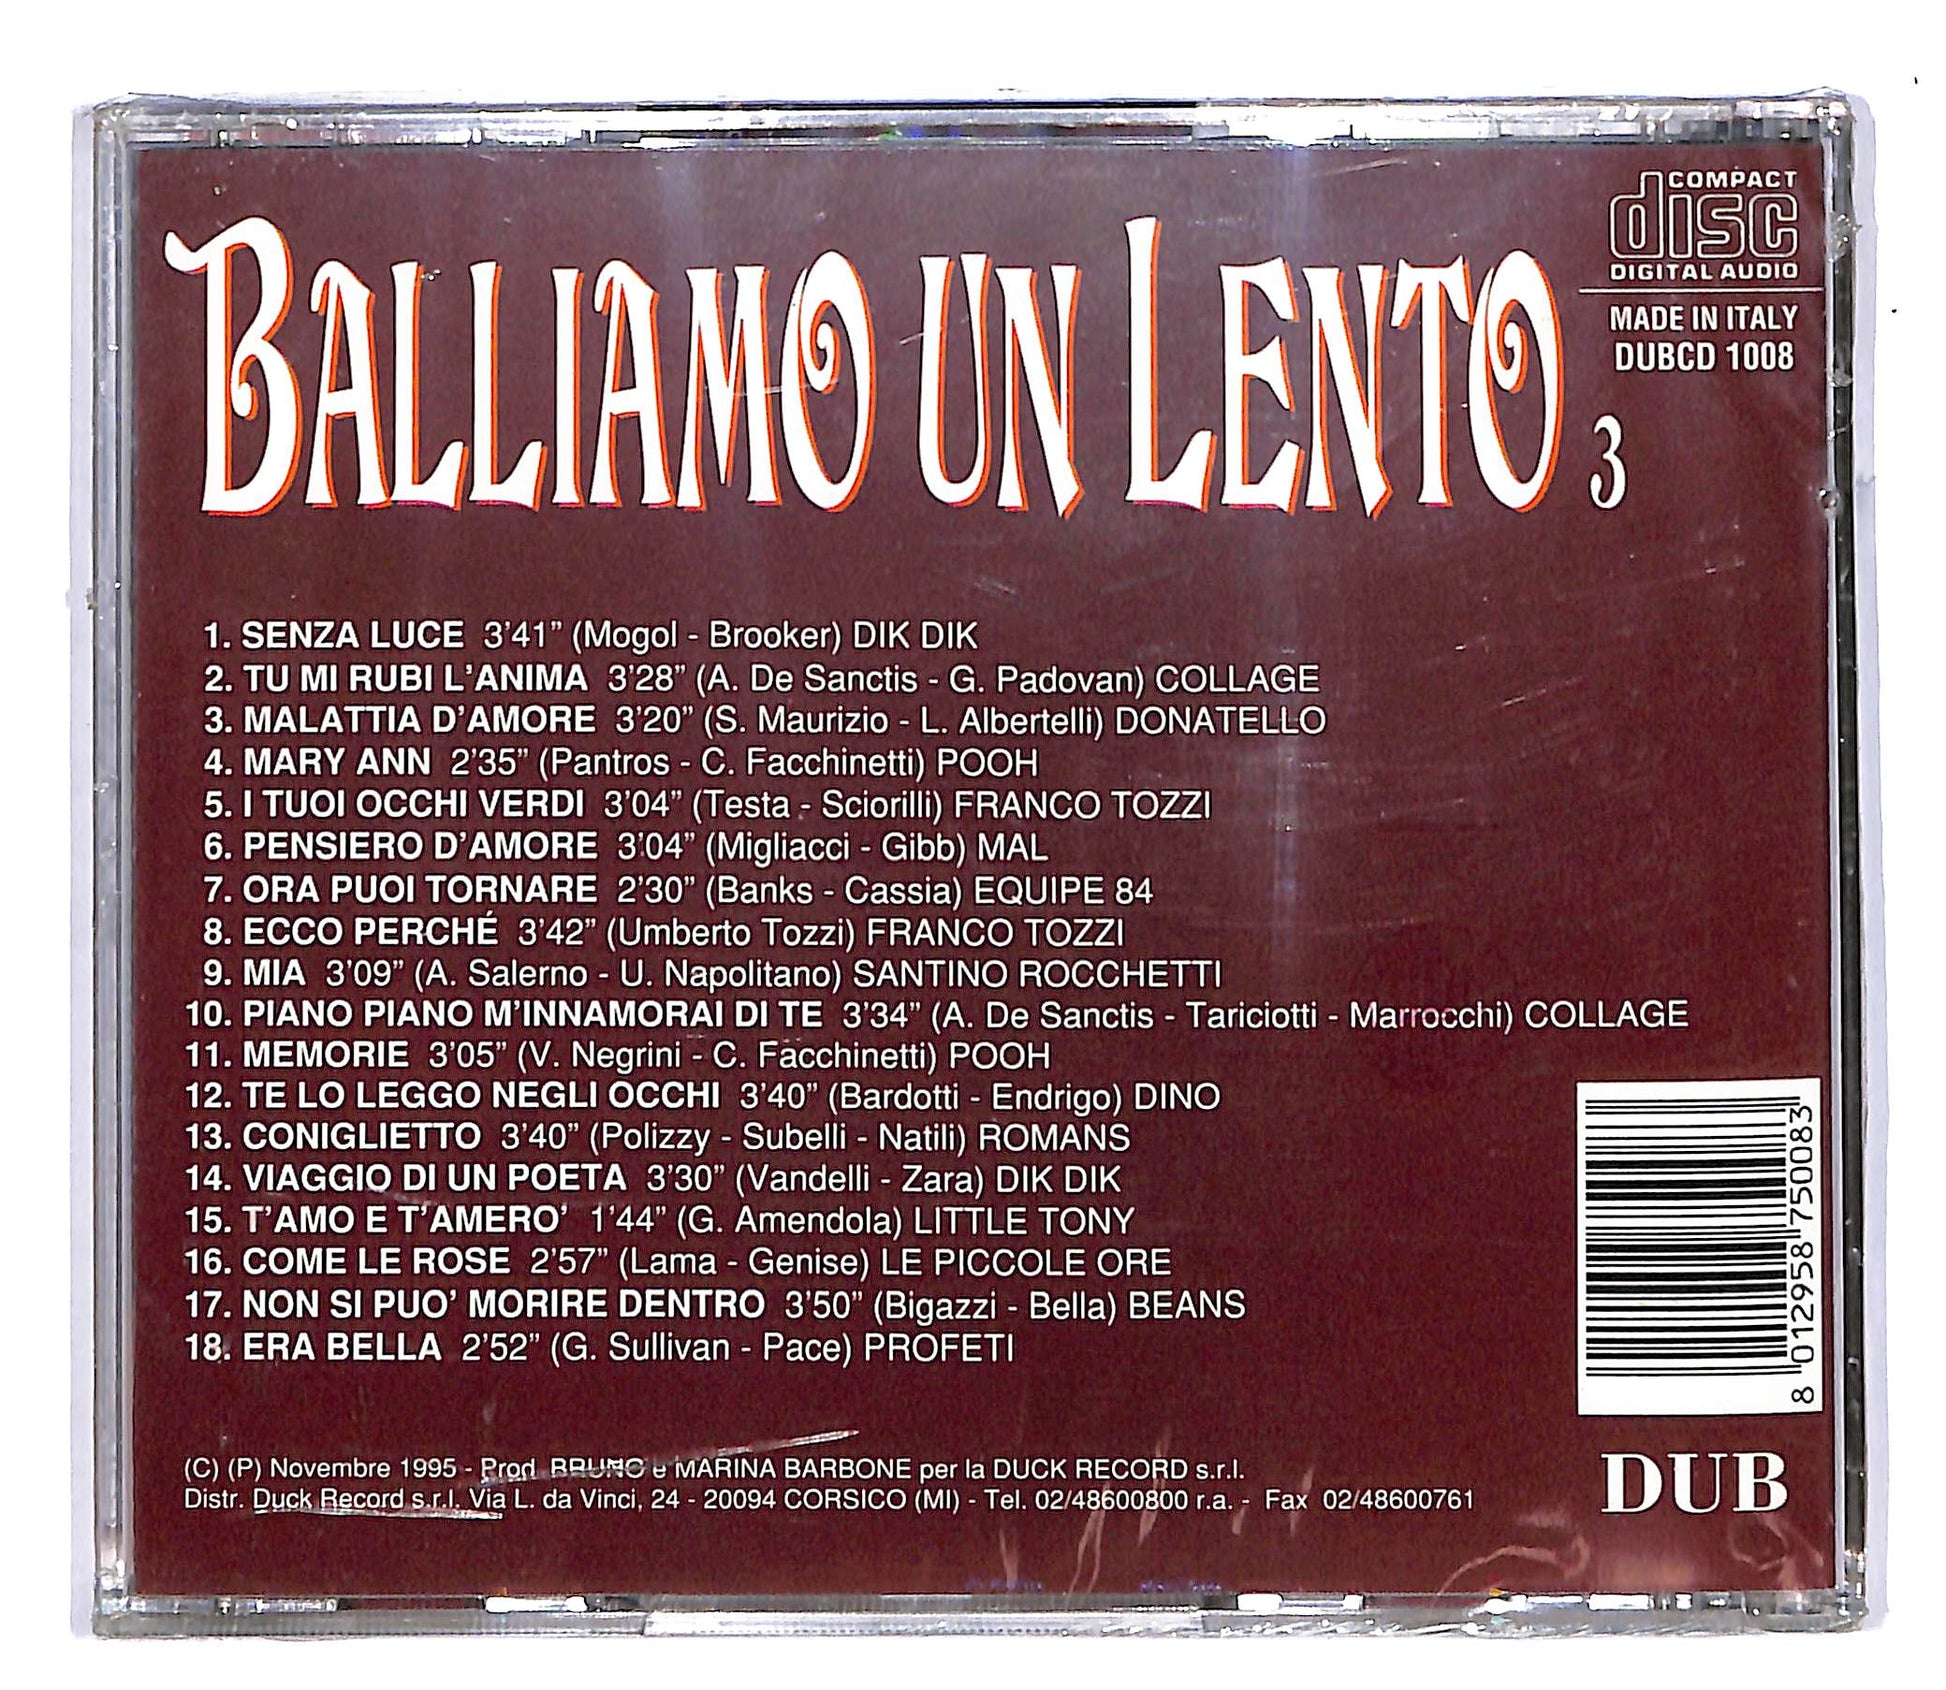 COMPACT
disc
DIGITAL AUDIO
MADE IN ITALY
DUBCD 1008
BALLIAMO UN LENTO 3
1. SENZA LUCE 3'41" (Mogol - Brooker) DIK DIK
2. TU MI RUBI L'ANIMA 3'28" (A. De Sanctis - G. Padovan) COLLAGE
3. MALATTIA D'AMORE 3'20" (S. Maurizio - L. Albertelli) DONATELLO
4. MARY ANN 2'35" (Pantros - C. Facchinetti) POOH
5. I TUOI OCCHI VERDI 3'04" (Testa - Sciorilli) FRANCO TOZZI
6. PENSIERO D'AMORE 3'04" (Migliacci - Gibb) MAL
7. ORA PUOI TORNARE 2'30" (Banks - Cassia) EQUIPE 84
8. ECCO PERCHÉ 3'42" (Umberto Tozzi) FRANCO TOZZI
9. MIA 3'09" (A. Salerno - U. Napolitano) SANTINO ROCCHETTI
10. PIANO PIANO M'INNAMORAI DI TE 3'34" (A. De Sanctis - Tariciotti - Marrocchi) COLLAGE
11. MEMORIE 3'05" (V. Negrini - C. Facchinetti) POOH
12. TE LO LEGGO NEGLI OCCHI 3'40" (Bardotti - Endrigo) DINO
13. CONIGLIETTO 3'40" (Polizzy - Subelli - Natili) ROMANS
14. VIAGGIO DI UN POETA 3'30" (Vandelli - Zara) DIK DIK
15. T'AMO E T'AMERO' 1'44" (G. Amendola) LITTLE TONY
16. COME LE ROSE 2'57" (Lama - Genise) LE PICCOLE ORE
17. NON SI PUO' MORIRE DENTRO 3'50" (Bigazzi - Bella) BEANS
18. ERA BELLA 2'52" (G. Sullivan - Pace) PROFETI
8 012958 750083
(C) (P) Novembre 1995 - Prod. BRUNO e MARINA BARBONE per la DUCK RECORD s.r.l.
Distr. Duck Record s.r.l. Via L. da Vinci, 24 - 20094 CORSICO (MI) - Tel. 02/48600800 r.a. - Fax 02/48600761
DUB